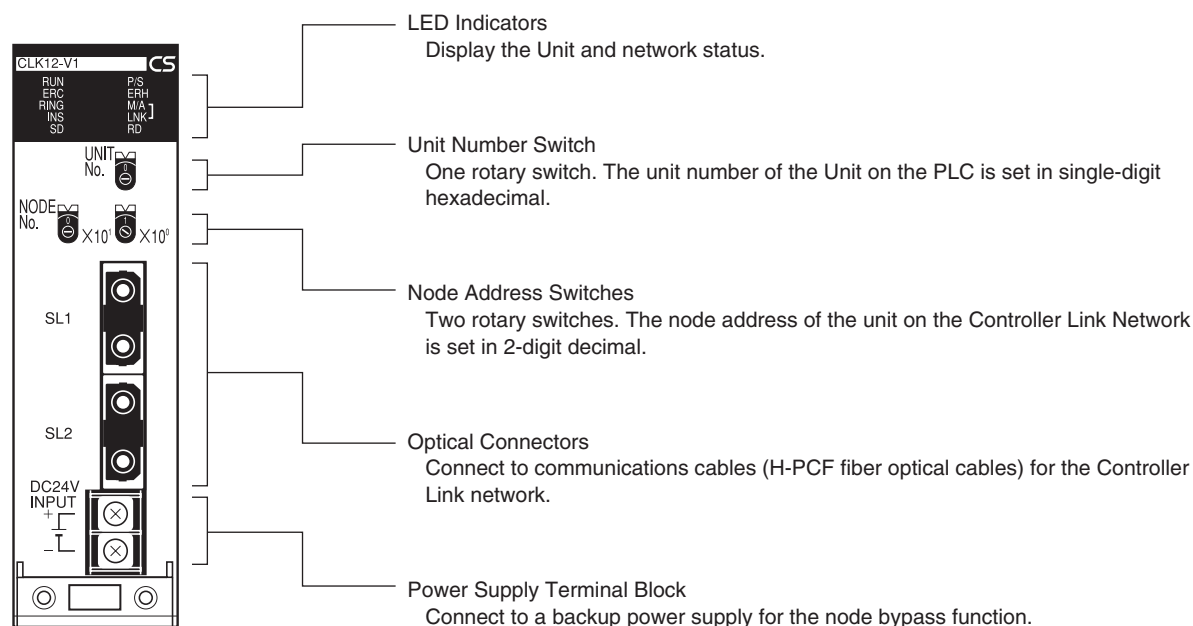 LED Indicators
Display the Unit and network status.
CLK12-V1 CS
RUN P/S
ERC ERH
RING M/A
INS LNK
SD RD
UNIT
No.
0
Unit Number Switch
One rotary switch. The unit number of the Unit on the PLC is set in single-digit
hexadecimal.
NODE
No.
0 X10¹ 1 X10⁰
Node Address Switches
Two rotary switches. The node address of the unit on the Controller Link Network
is set in 2-digit decimal.
SL1
SL2
Optical Connectors
Connect to communications cables (H-PCF fiber optical cables) for the Controller
Link network.
DC24V
INPUT
+
–
Power Supply Terminal Block
Connect to a backup power supply for the node bypass function.